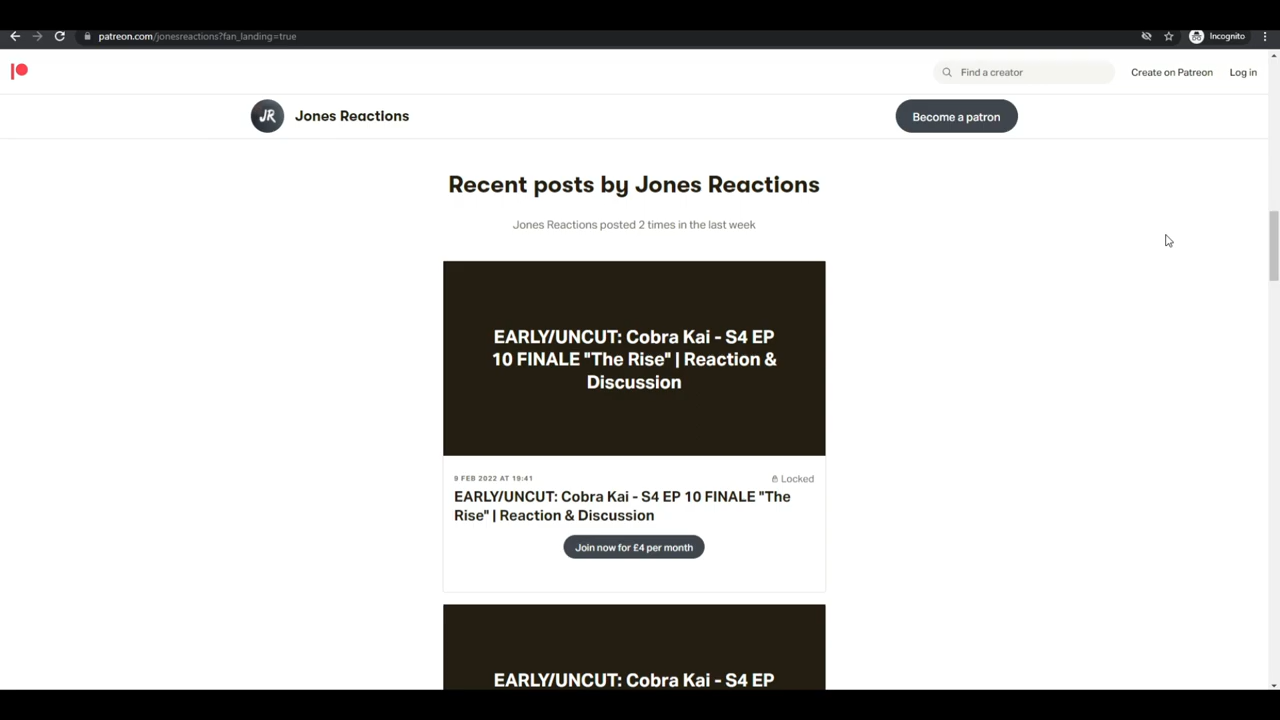 patreon.com/jonesreactions?fan_landing=true
Incognito
Find a creator
Create on Patreon
Log in
JR
Jones Reactions
Become a patron
Recent posts by Jones Reactions
Jones Reactions posted 2 times in the last week
EARLY/UNCUT: Cobra Kai - S4 EP
10 FINALE "The Rise" | Reaction &
Discussion
9 FEB 2022 AT 19:41
Locked
EARLY/UNCUT: Cobra Kai - S4 EP 10 FINALE "The
Rise" | Reaction & Discussion
Join now for £4 per month
EARLY/UNCUT: Cobra Kai - S4 EP